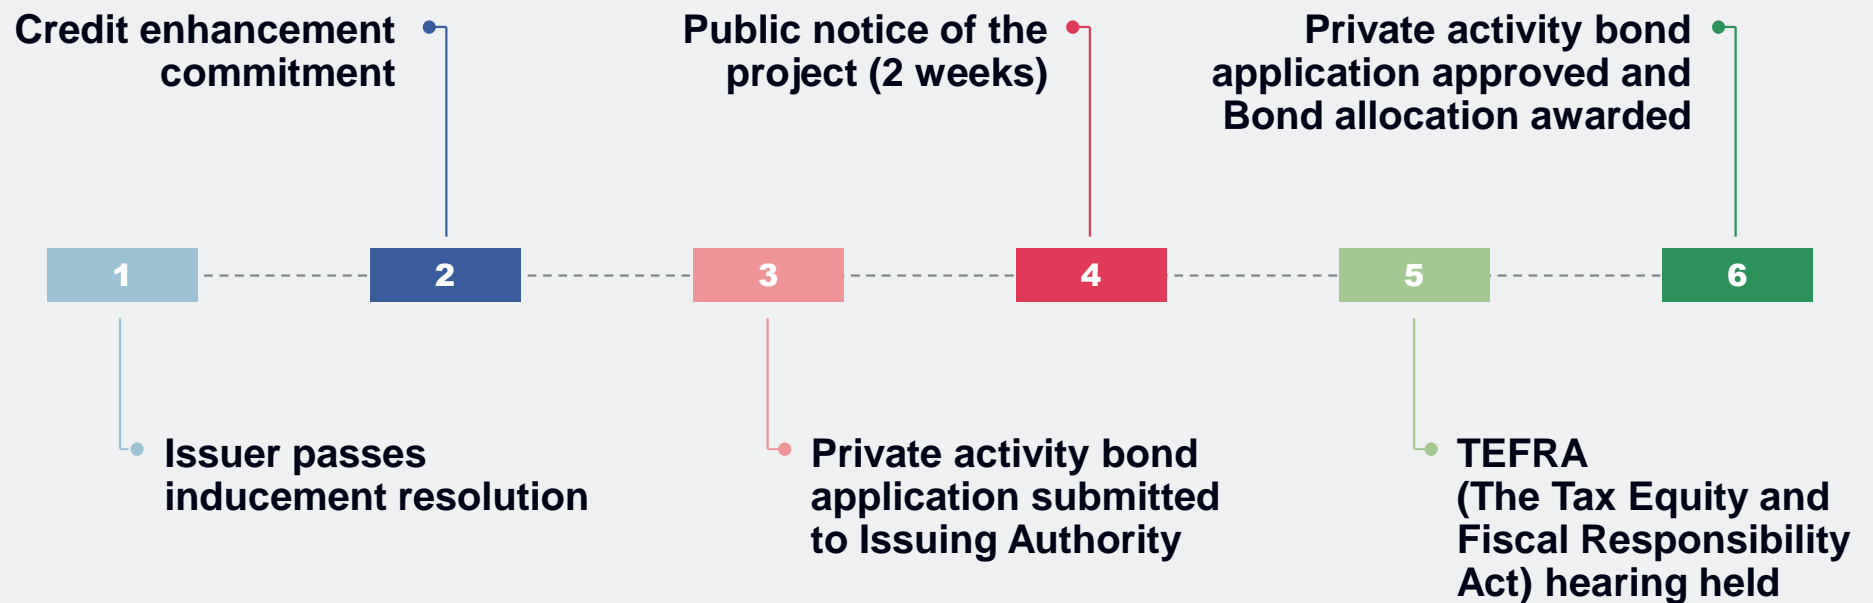 Credit enhancement
commitment
Public notice of the
project (2 weeks)
Private activity bond
application approved and
Bond allocation awarded
1
2
3
4
5
6
Issuer passes
inducement resolution
Private activity bond
application submitted
to Issuing Authority
TEFRA
(The Tax Equity and
Fiscal Responsibility
Act) hearing held